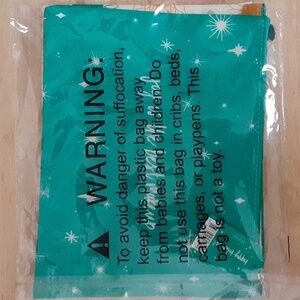 WARNING:
To avoid danger of suffocation,
keep this plastic bag away
from babies and children. Do
not use this bag in cribs, beds,
carriages, or playpens. This
bag is not a toy.